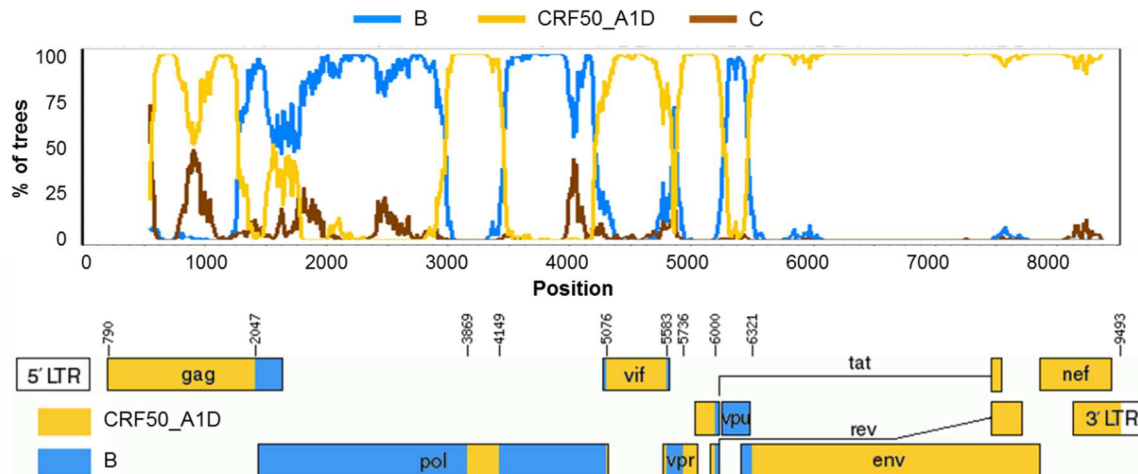 B CRF50_A1D C
100
75
50
25
0
% of trees
0 1000 2000 3000 4000 5000 6000 7000 8000
Position
790 2047 3869 4149 5076 5583 5736 6000 6321 9493
5′ LTR gag vif tat nef
CRF50_A1D vpu rev 3′ LTR
B pol vpr env